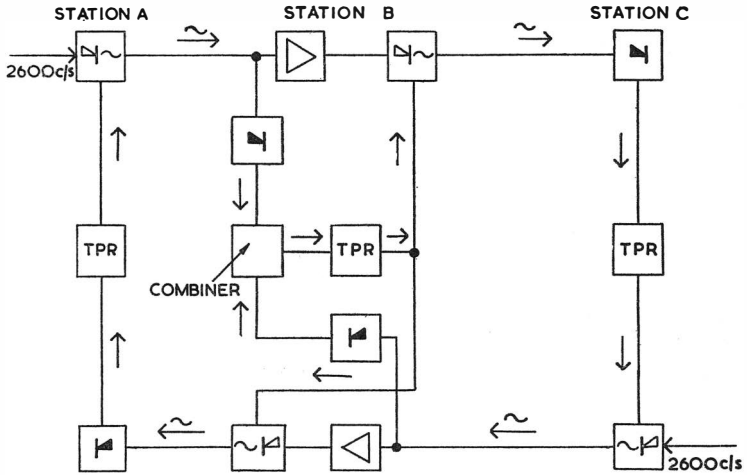 STATION A
STATION B
STATION C
2600c/s
TPR
TPR
TPR
COMBINER
2600c/s